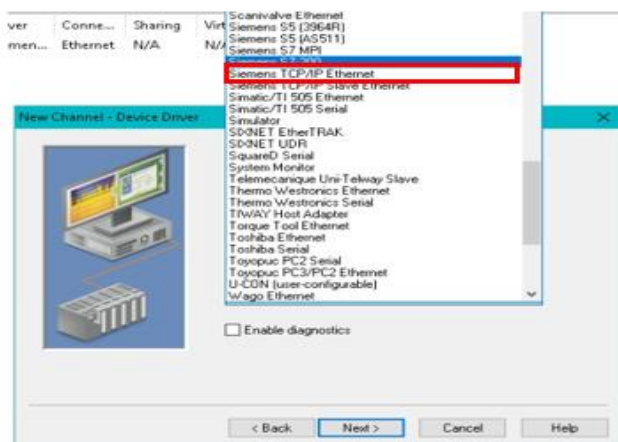 ver Conne... Sharing Virt
men... Ethernet N/A N/A
Scanivalve Ethernet
Siemens S5 (3964R)
Siemens S5 (AS511)
Siemens S7 MPI
Siemens S7-200
Siemens TCP/IP Ethernet
Siemens TCP/IP Slave Ethernet
Simatic/TI 505 Ethernet
Simatic/TI 505 Serial
Simulator
SIXNET EtherTRAK
SIXNET UDR
SquareD Serial
System Monitor
Telemecanique Uni-Telway Slave
Thermo Westronics Ethernet
Thermo Westronics Serial
TIWAY Host Adapter
Torque Tool Ethernet
Toshiba Ethernet
Toshiba Serial
Toyopuc PC2 Serial
Toyopuc PC3/PC2 Ethernet
U-CON (user-configurable)
Wago Ethernet
New Channel - Device Driver
Enable diagnostics
< Back Next > Cancel Help